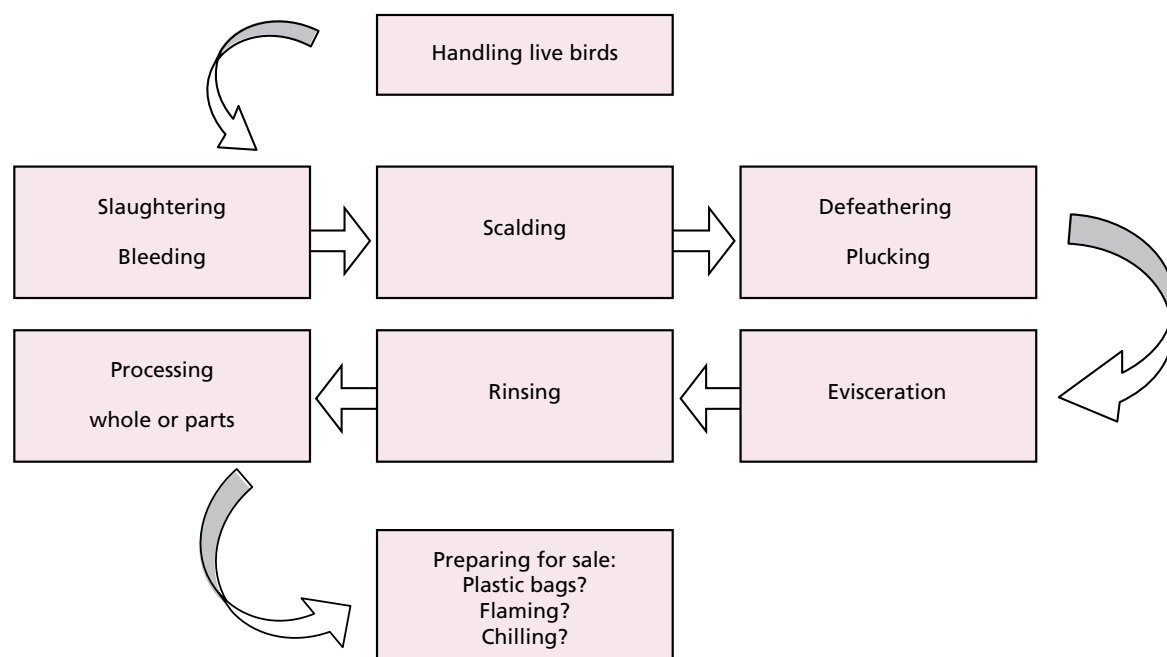 Handling live birds
Slaughtering
Bleeding
Scalding
Defeathering
Plucking
Evisceration
Rinsing
Processing
whole or parts
Preparing for sale:
Plastic bags?
Flaming?
Chilling?